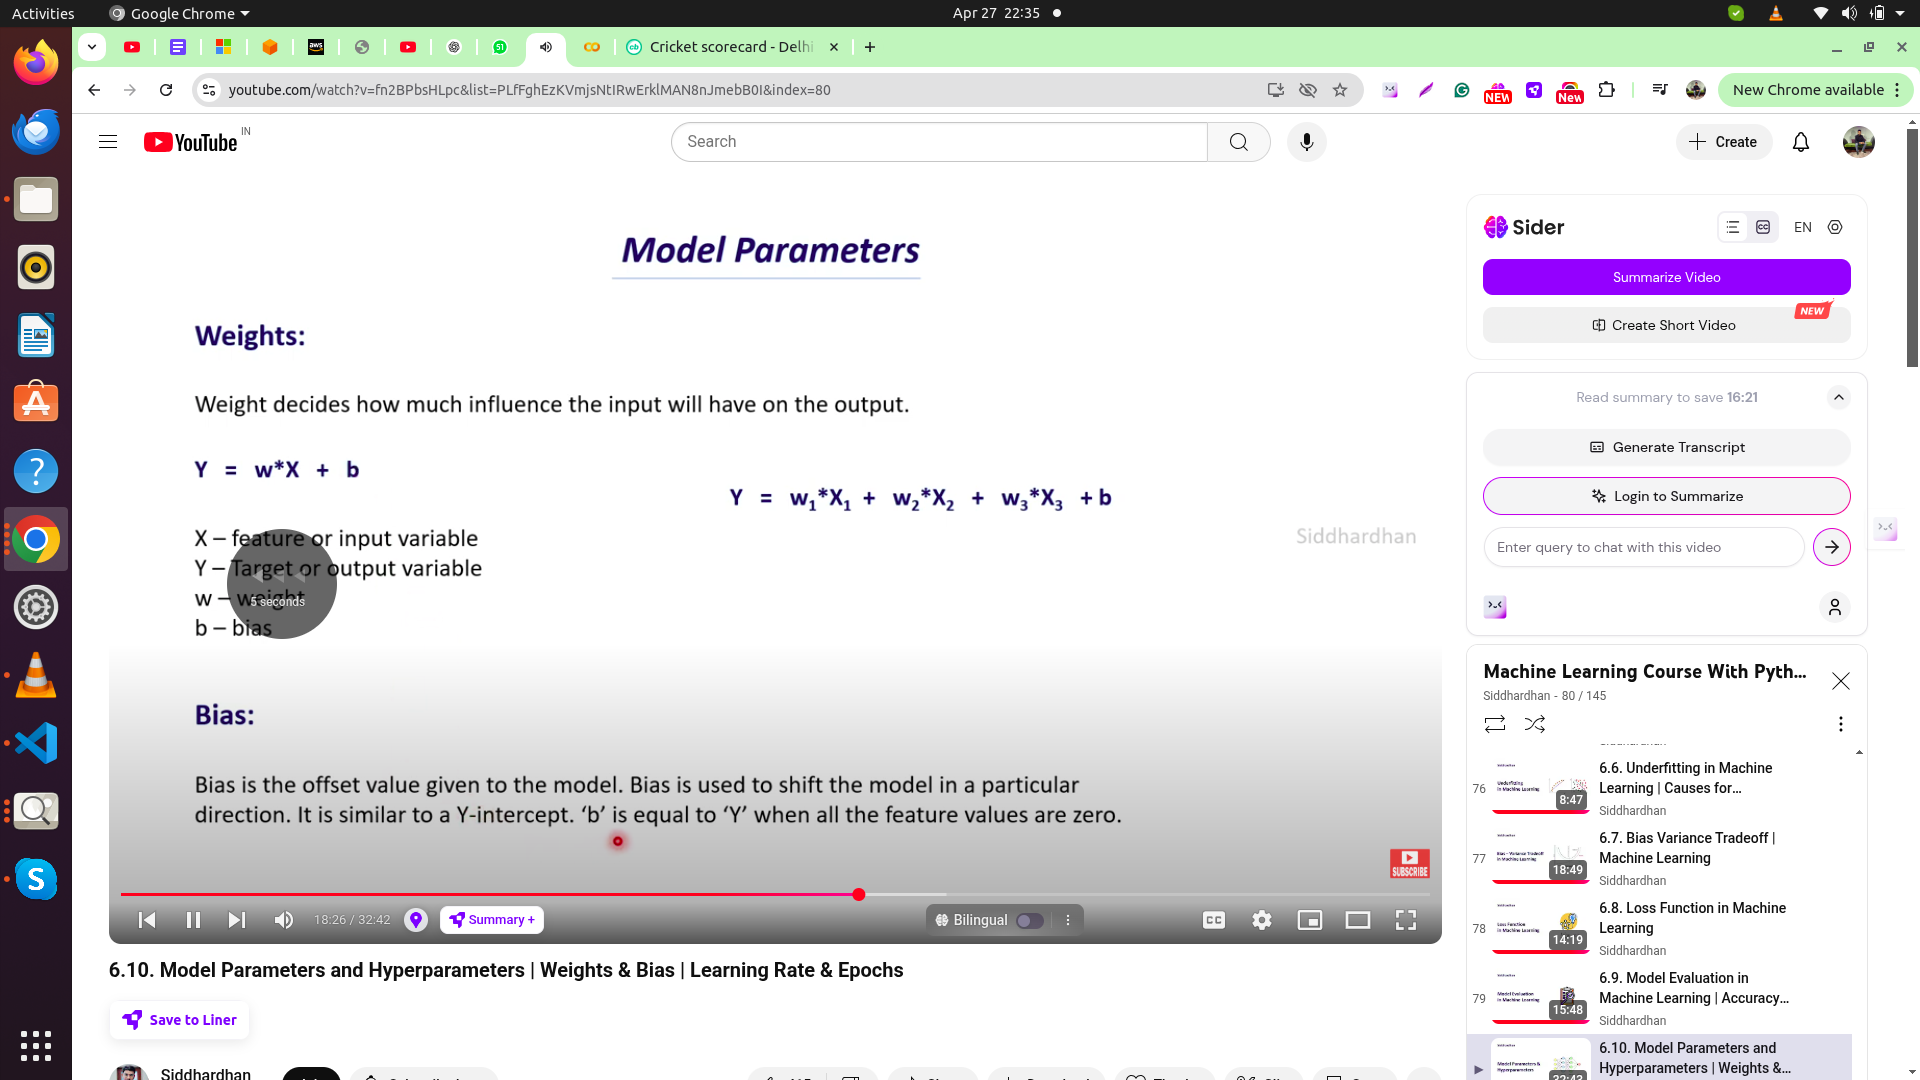 Activities
Google Chrome
Apr 27 22:35
Cricket scorecard - Delhi
youtube.com/watch?v=fn2BPbsHLpc&list=PLfFghEzKVmjsNtIRwErklMAN8nJmebB0I&index=80
NEW
New
New Chrome available
YouTube
IN
Search
Create
Model Parameters
Weights:
Weight decides how much influence the input will have on the output.
Y = w*X + b
Y = w1*X1 + w2*X2 + w3*X3 + b
X – feature or input variable
Y – Target or output variable
w – weight
b – bias
5 seconds
Siddhardhan
Bias:
Bias is the offset value given to the model. Bias is used to shift the model in a particular
direction. It is similar to a Y-intercept. ‘b’ is equal to ‘Y’ when all the feature values are zero.
SUBSCRIBE
18:26 / 32:42
Summary +
Bilingual
CC
6.10. Model Parameters and Hyperparameters | Weights & Bias | Learning Rate & Epochs
Save to Liner
Siddhardhan
Sider
EN
Summarize Video
NEW
Create Short Video
Read summary to save 16:21
Generate Transcript
Login to Summarize
Enter query to chat with this video
Machine Learning Course With Pyth...
Siddhardhan - 80 / 145
76
8:47
6.6. Underfitting in Machine
Learning | Causes for...
Siddhardhan
77
18:49
6.7. Bias Variance Tradeoff |
Machine Learning
Siddhardhan
78
14:19
6.8. Loss Function in Machine
Learning
Siddhardhan
79
15:48
6.9. Model Evaluation in
Machine Learning | Accuracy...
Siddhardhan
6.10. Model Parameters and
Hyperparameters | Weights &...